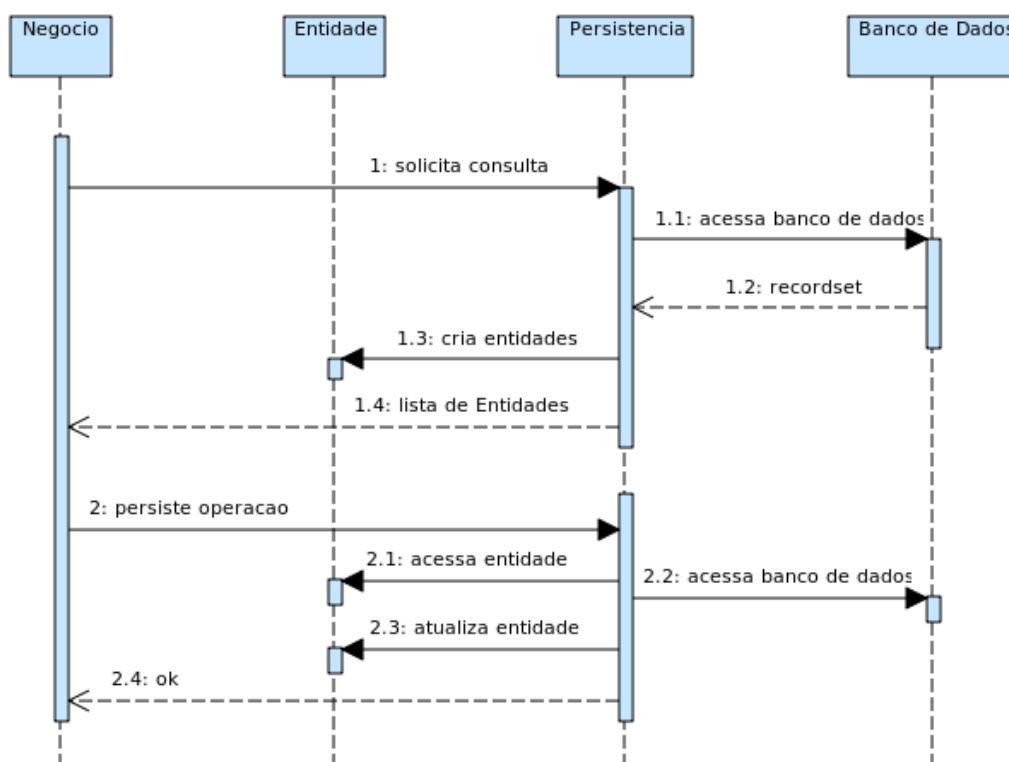 Negocio
Entidade
Persistencia
Banco de Dados
1: solicita consulta
1.1: acessa banco de dados
1.2: recordset
1.3: cria entidades
1.4: lista de Entidades
2: persiste operacao
2.1: acessa entidade
2.2: acessa banco de dados
2.3: atualiza entidade
2.4: ok